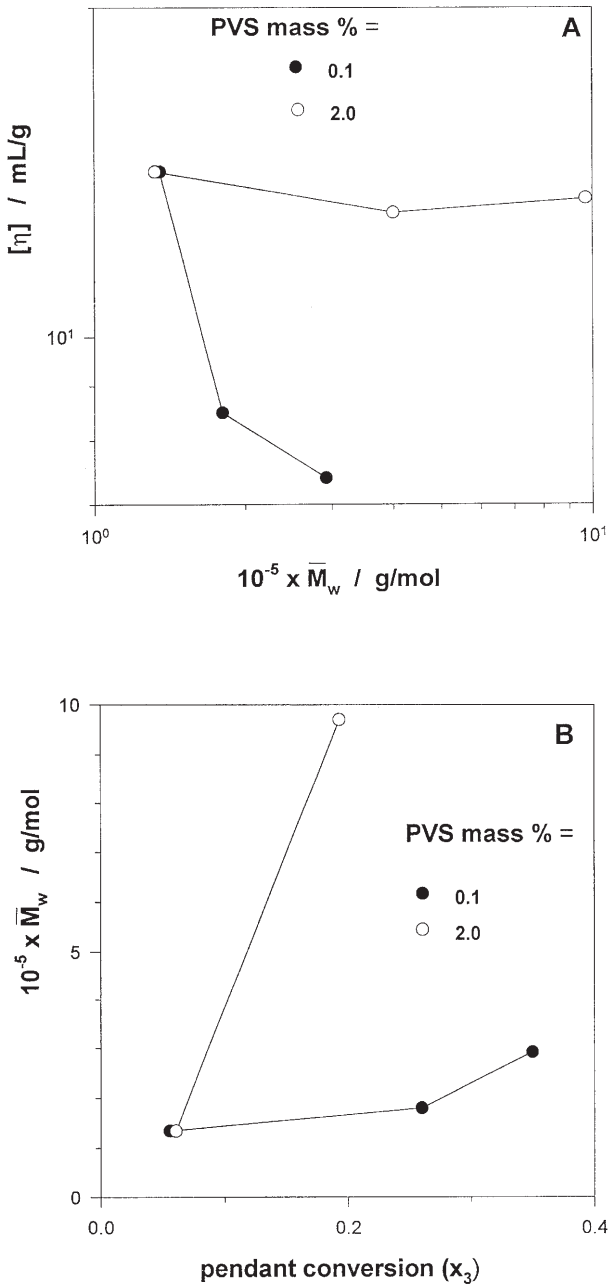 PVS mass % = A
0.1
2.0
[η] / mL/g
10¹
10⁰ 10¹
10⁻⁵ x M̅w / g/mol
10 B
PVS mass % =
0.1
2.0
10⁻⁵ x M̅w / g/mol
5
0
0.0 0.2 0.4
pendant conversion (x₃)